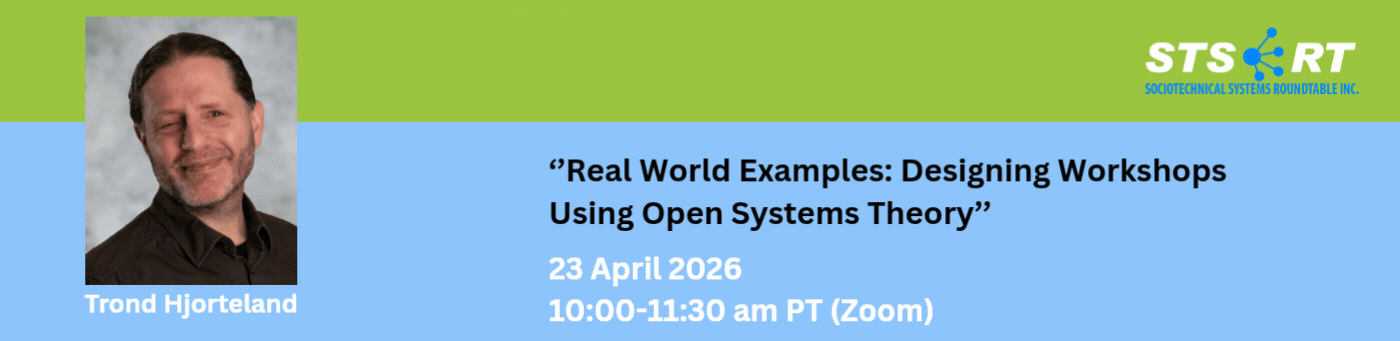 STS RT
SOCIOTECHNICAL SYSTEMS ROUNDTABLE INC.
‘’Real World Examples: Designing Workshops
Using Open Systems Theory’’
23 April 2026
10:00-11:30 am PT (Zoom)
Trond Hjorteland